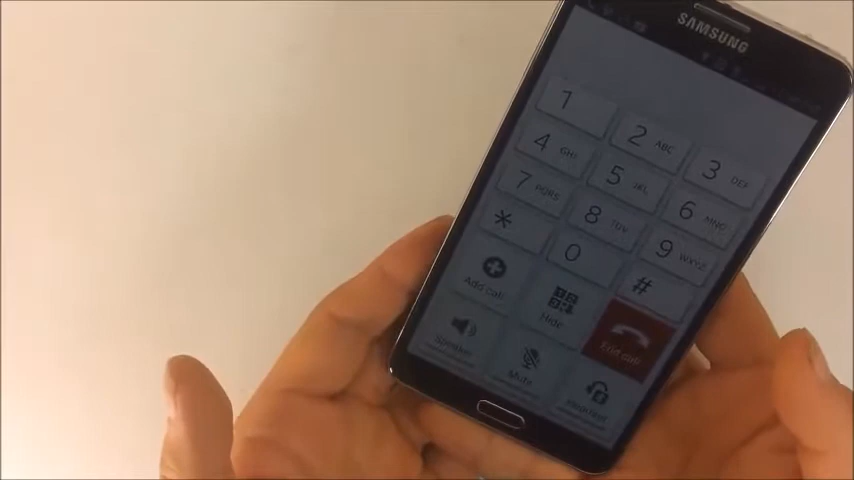 SAMSUNG
1
2 ABC
3 DEF
4 GHI
5 JKL
6 MNO
7 PQRS
8 TUV
9 WXYZ
*
0
#
Add call
Hide
End call
Speaker
Mute
Headset